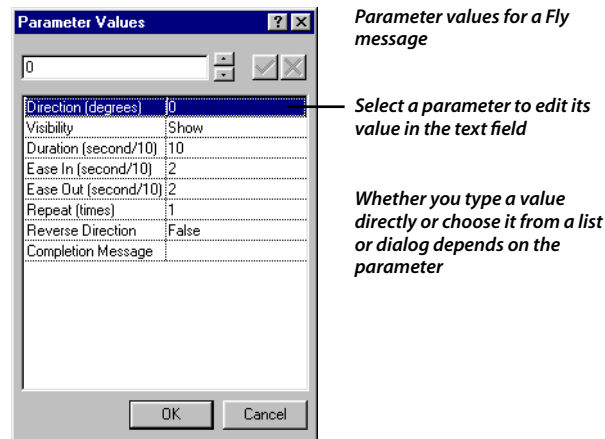 Parameter Values
0
Direction (degrees) 0
Visibility Show
Duration (second/10) 10
Ease In (second/10) 2
Ease Out (second/10) 2
Repeat (times) 1
Reverse Direction False
Completion Message
OK Cancel
Parameter values for a Fly
message
Select a parameter to edit its
value in the text field
Whether you type a value
directly or choose it from a list
or dialog depends on the
parameter